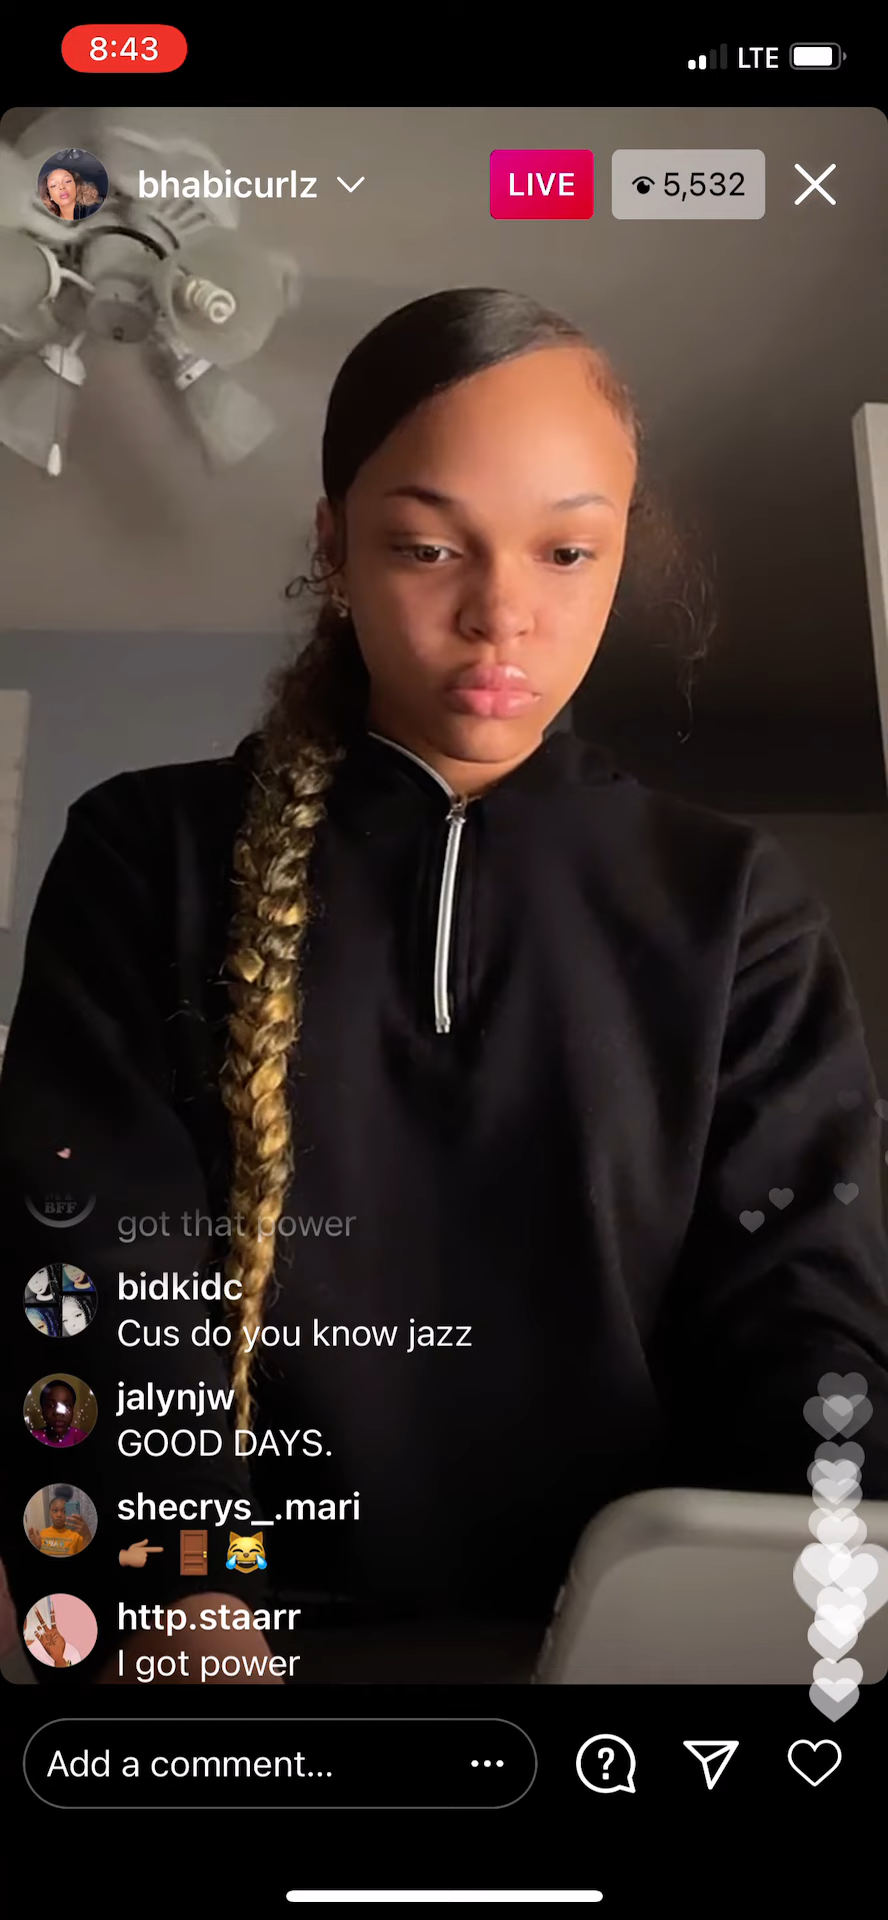 8:43
LTE
bhabicurlz
LIVE
5,532
BFF
got that power
bidkidc
Cus do you know jazz
jalynjw
GOOD DAYS.
shecrys_.mari
👉🏽 🚪 😹
http.staarr
I got power
Add a comment...